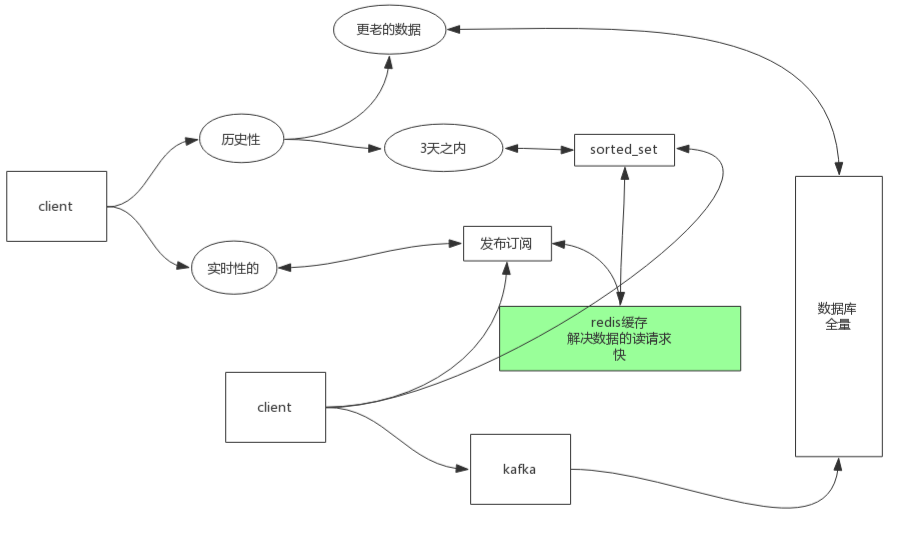 更老的数据
历史性
3天之内
sorted_set
client
发布订阅
实时性的
redis缓存
解决数据的读请求
快
数据库
全量
client
kafka